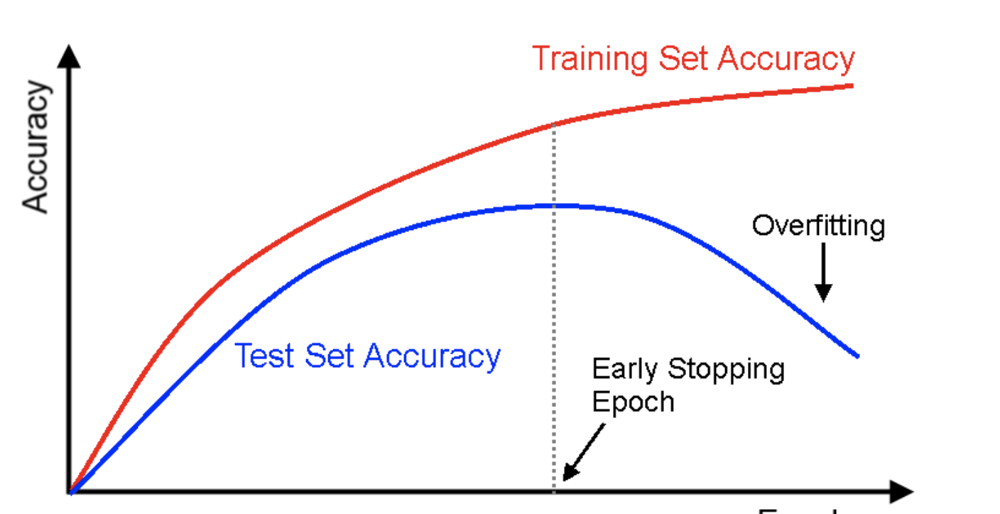 Training Set Accuracy
Accuracy
Overfitting
Test Set Accuracy
Early Stopping
Epoch